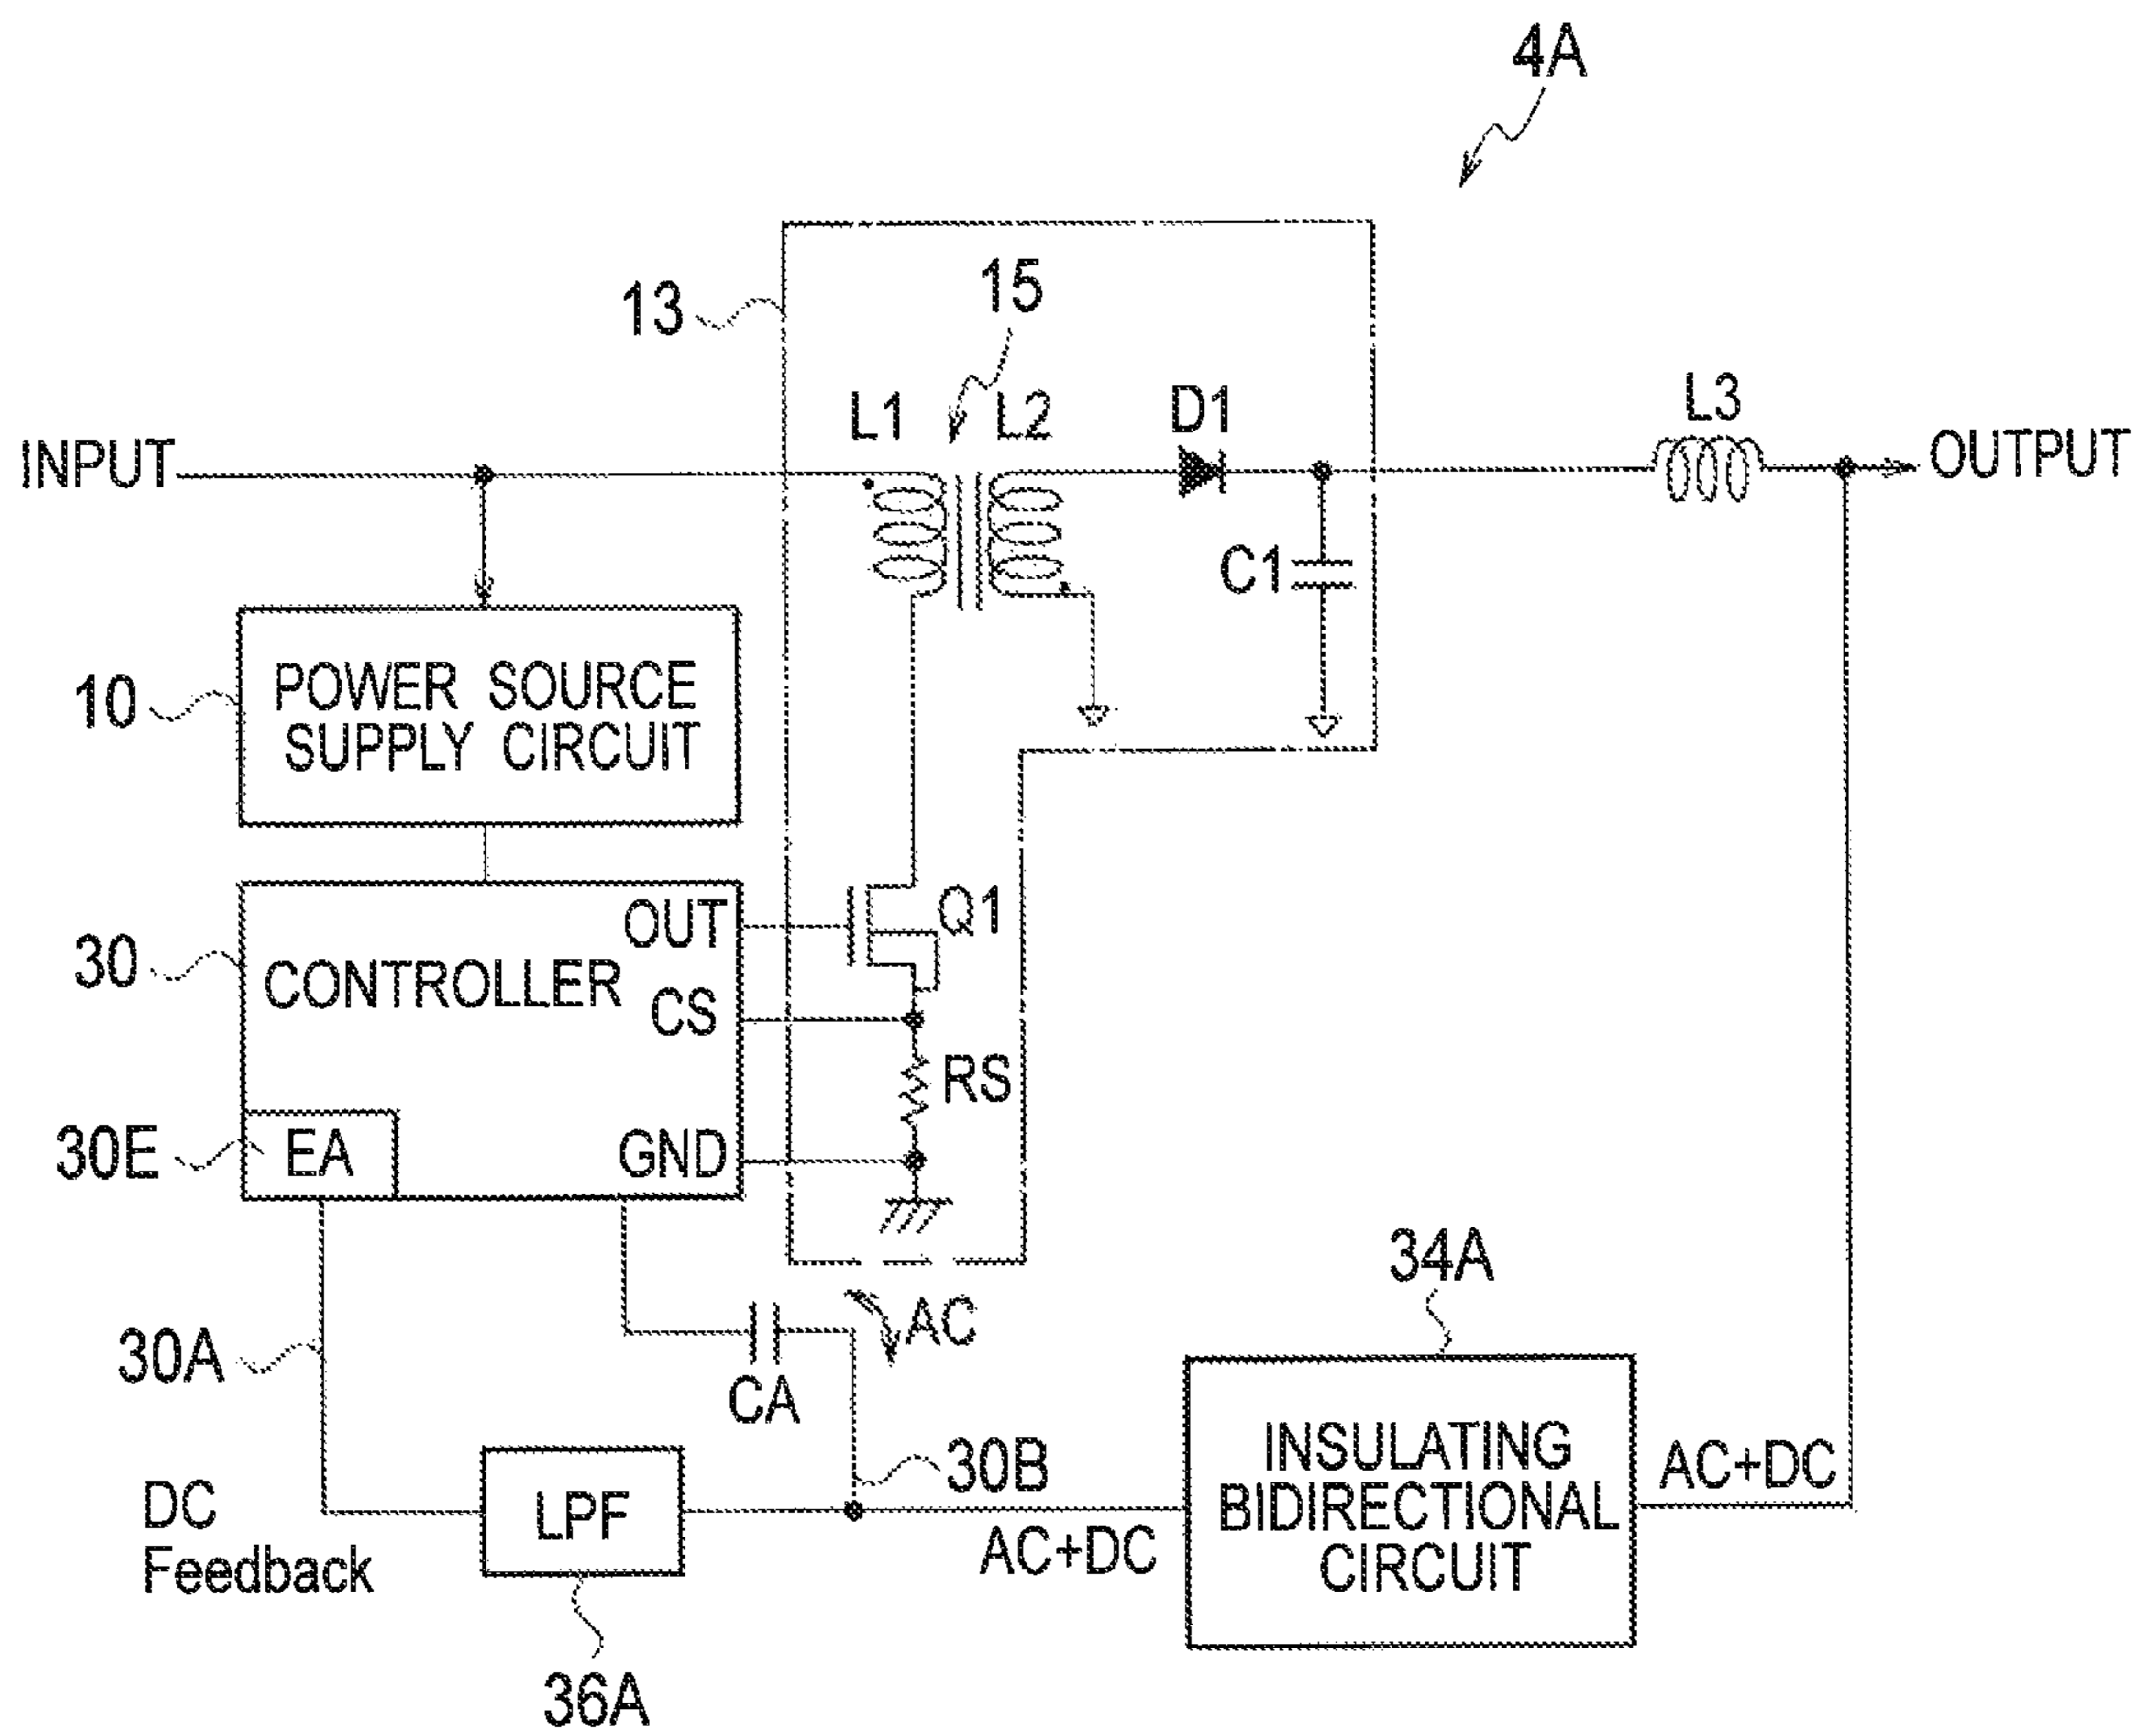 4A
13
15
L1
L2
D1
L3
INPUT
OUTPUT
C1
10
POWER SOURCE
SUPPLY CIRCUIT
30
CONTROLLER
OUT
Q1
CS
RS
30E
EA
GND
34A
30A
AC
CA
30B
INSULATING
BIDIRECTIONAL
CIRCUIT
AC+DC
DC
Feedback
LPF
AC+DC
36A